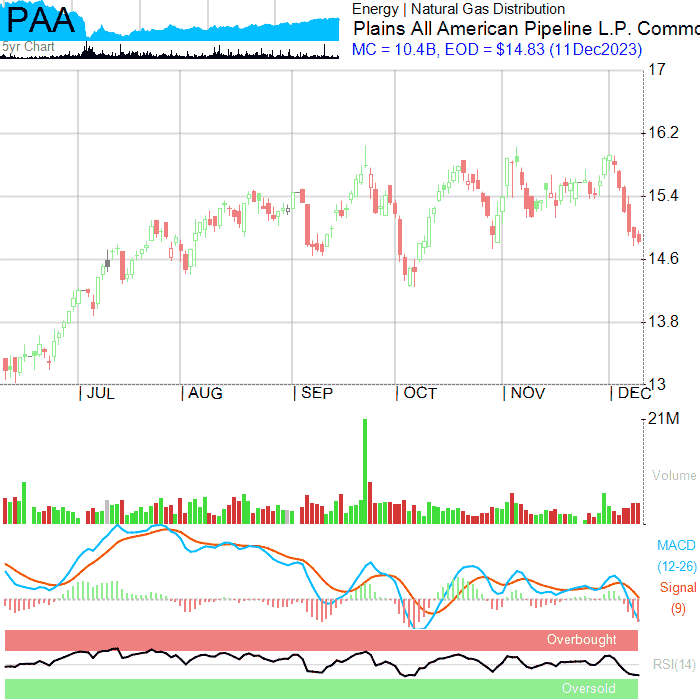 PAA
5yr Chart
Energy | Natural Gas Distribution
Plains All American Pipeline L.P. Commo
MC = 10.4B, EOD = $14.83 (11Dec2023)
17
16.2
15.4
14.6
13.8
13
JUL
AUG
SEP
OCT
NOV
DEC
21M
Volume
MACD
(12-26)
Signal
(9)
Overbought
RSI(14)
Oversold